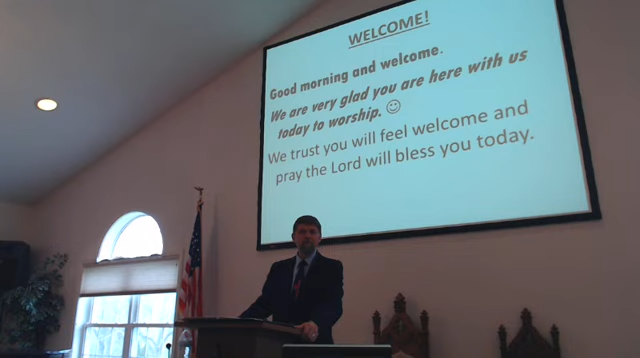 WELCOME!
Good morning and welcome.
We are very glad you are here with us
today to worship. ☺
We trust you will feel welcome and
pray the Lord will bless you today.